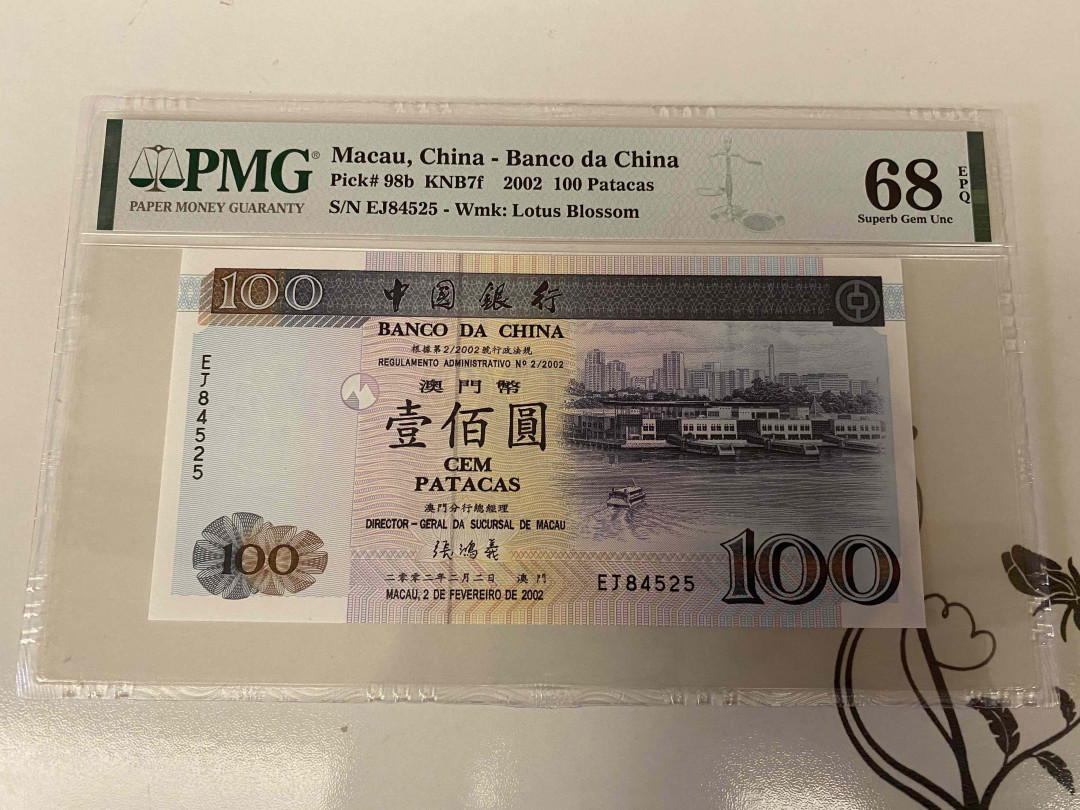 PMG®
PAPER MONEY GUARANTY
Macau, China - Banco da China
Pick# 98b KNB7f 2002 100 Patacas
S/N EJ84525 - Wmk: Lotus Blossom
68
EPQ
Superb Gem Unc
100
中國銀行
BANCO DA CHINA
根據第2/2002號行政法規
REGULAMENTO ADMINISTRATIVO Nº 2/2002
澳門幣
壹佰圓
CEM
PATACAS
澳門分行總經理
DIRECTOR-GERAL DA SUCURSAL DE MACAU
張鴻義
二零零二年二月二日 澳門
MACAU, 2 DE FEVEREIRO DE 2002
EJ84525
100
EJ84525
100